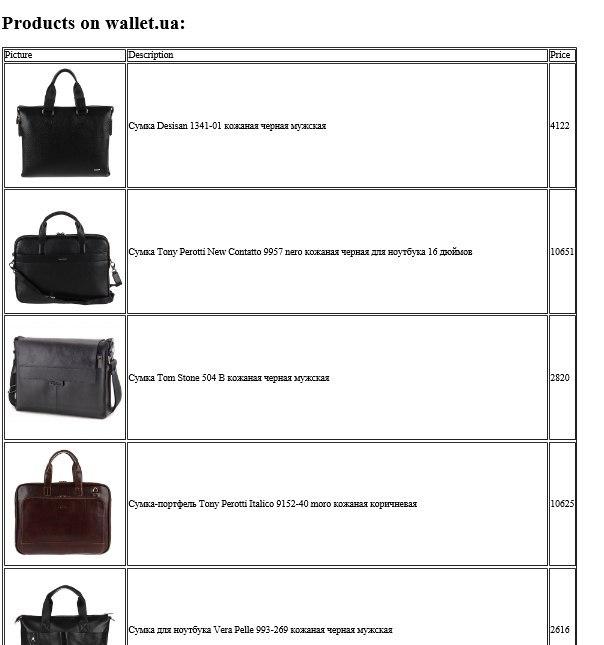 Products on wallet.ua:
Picture Description Price
Сумка Desisan 1341-01 кожаная черная мужская 4122
Сумка Tony Perotti New Contatto 9957 nero кожаная черная для ноутбука 16 дюймов 10651
Сумка Tom Stone 504 B кожаная черная мужская 2820
Сумка-портфель Tony Perotti Italico 9152-40 moro кожаная коричневая 10625
Сумка для ноутбука Vera Pelle 993-269 кожаная черная мужская 2616